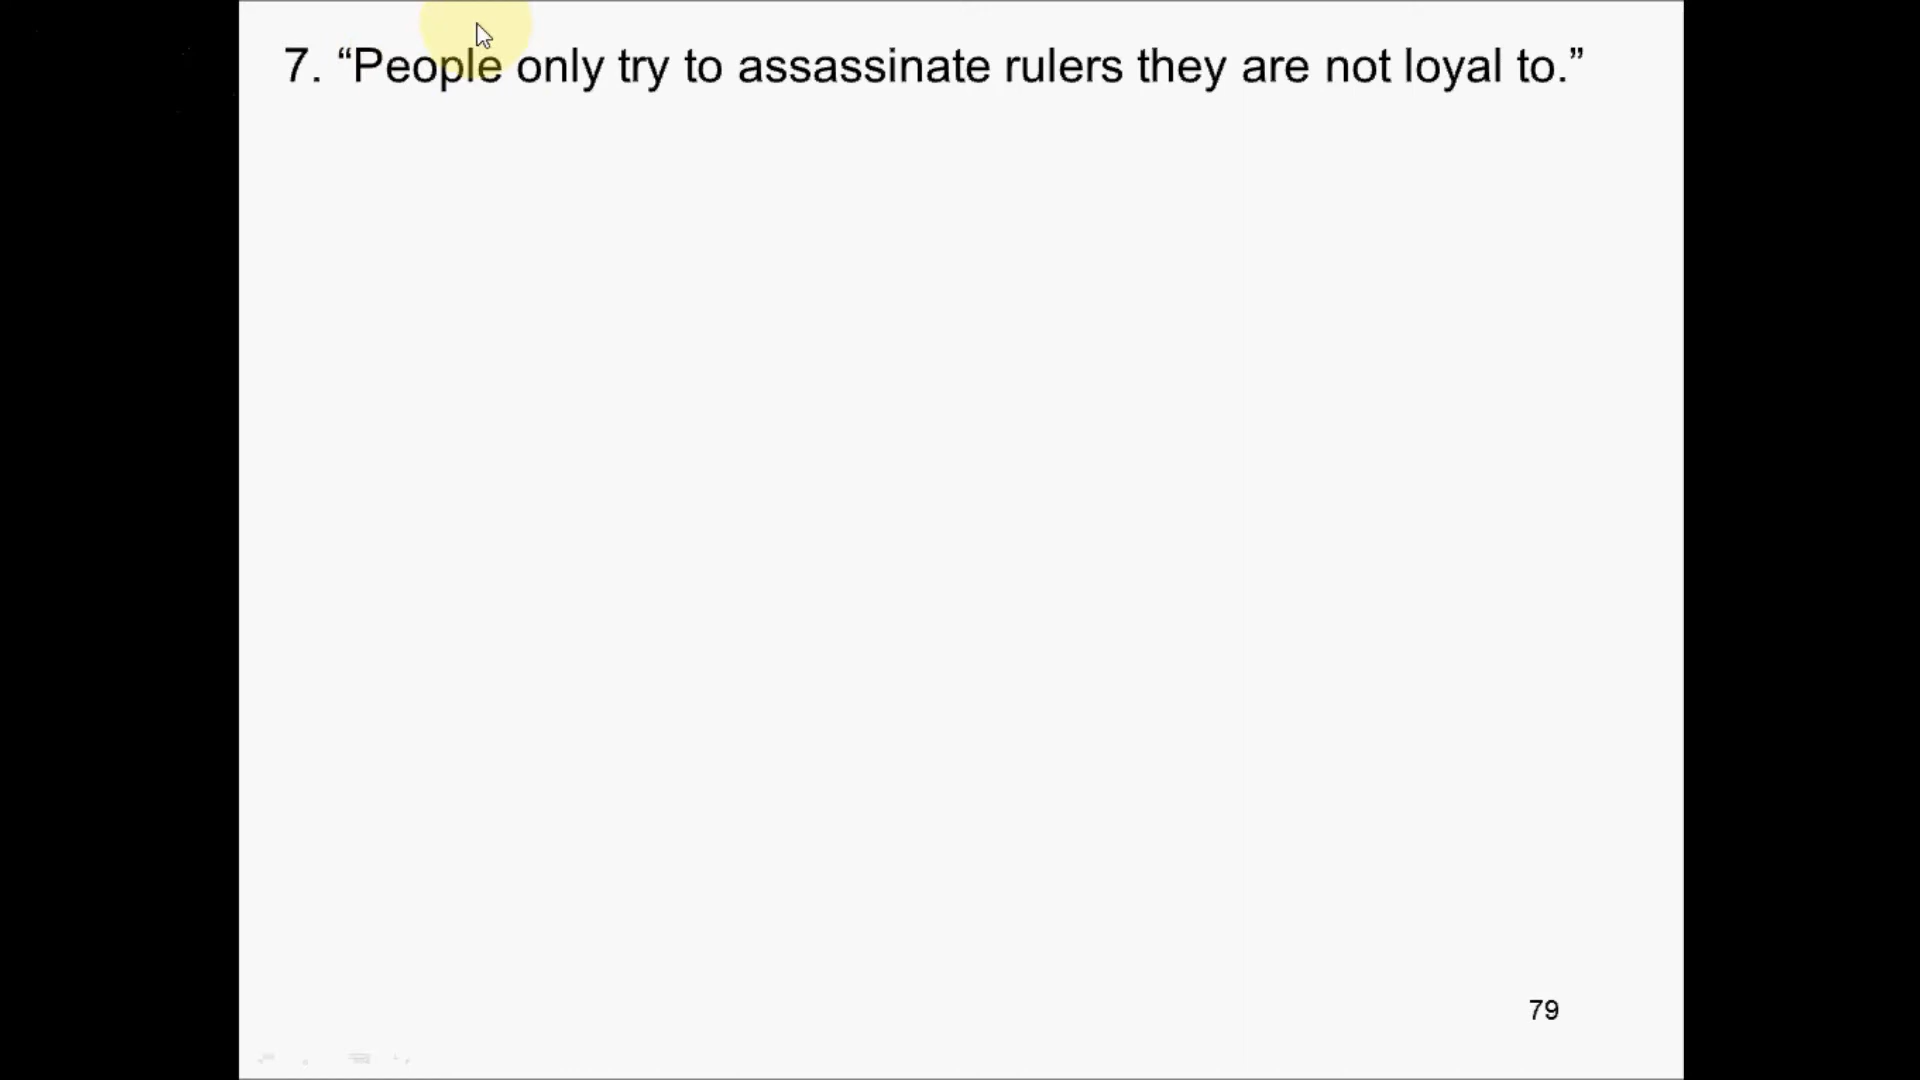 7. “People only try to assassinate rulers they are not loyal to.”
79